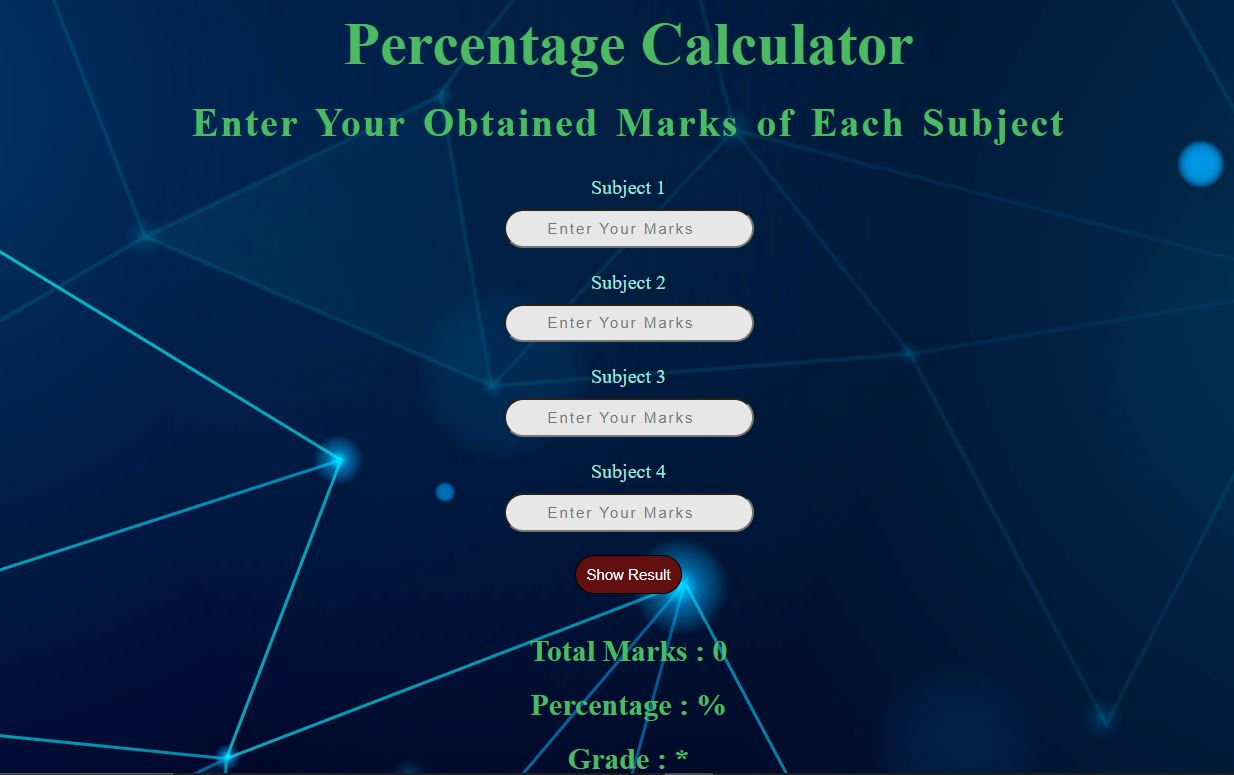 Percentage Calculator
Enter Your Obtained Marks of Each Subject
Subject 1
Enter Your Marks
Subject 2
Enter Your Marks
Subject 3
Enter Your Marks
Subject 4
Enter Your Marks
Show Result
Total Marks : 0
Percentage : %
Grade : *